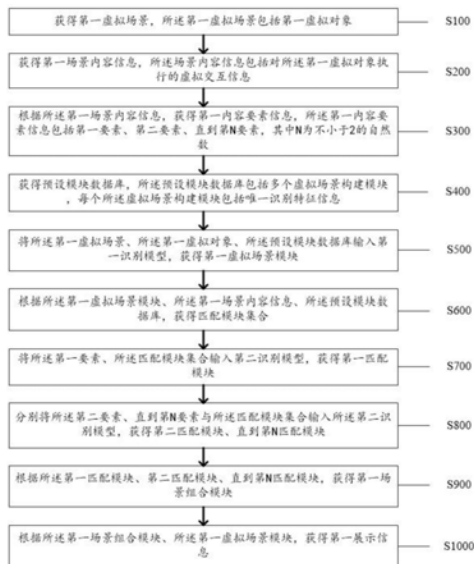 获得第一虚拟场景，所述第一虚拟场景包括第一虚拟对象
S100
获得第一场景内容信息，所述场景内容信息包括对所述第一虚拟对象执
行的虚拟交互信息
S200
根据所述第一场景内容信息，获得第一内容要素信息，所述第一内容要
素信息包括第一要素、第二要素、直到第N要素，其中N为不小于2的自然
数
S300
获得预设模块数据库，所述预设模块数据库包括多个虚拟场景构建模块
，每个所述虚拟场景构建模块包括唯一识别特征信息
S400
将所述第一虚拟场景、所述第一虚拟对象、所述预设模块数据库输入第
一识别模型，获得第一虚拟场景模块
S500
根据所述第一虚拟场景模块、所述第一场景内容信息、所述预设模块数
据库，获得匹配模块集合
S600
将所述第一要素、所述匹配模块集合输入第二识别模型，获得第一匹配
模块
S700
分别将所述第二要素、直到第N要素与所述匹配模块集合输入所述第二识
别模型，获得第二匹配模块、直到第N匹配模块
S800
根据所述第一匹配模块、第二匹配模块、直到第N匹配模块，获得第一场
景组合模块
S900
根据所述第一场景组合模块、所述第一虚拟场景模块，获得第一展示信
息
S1000